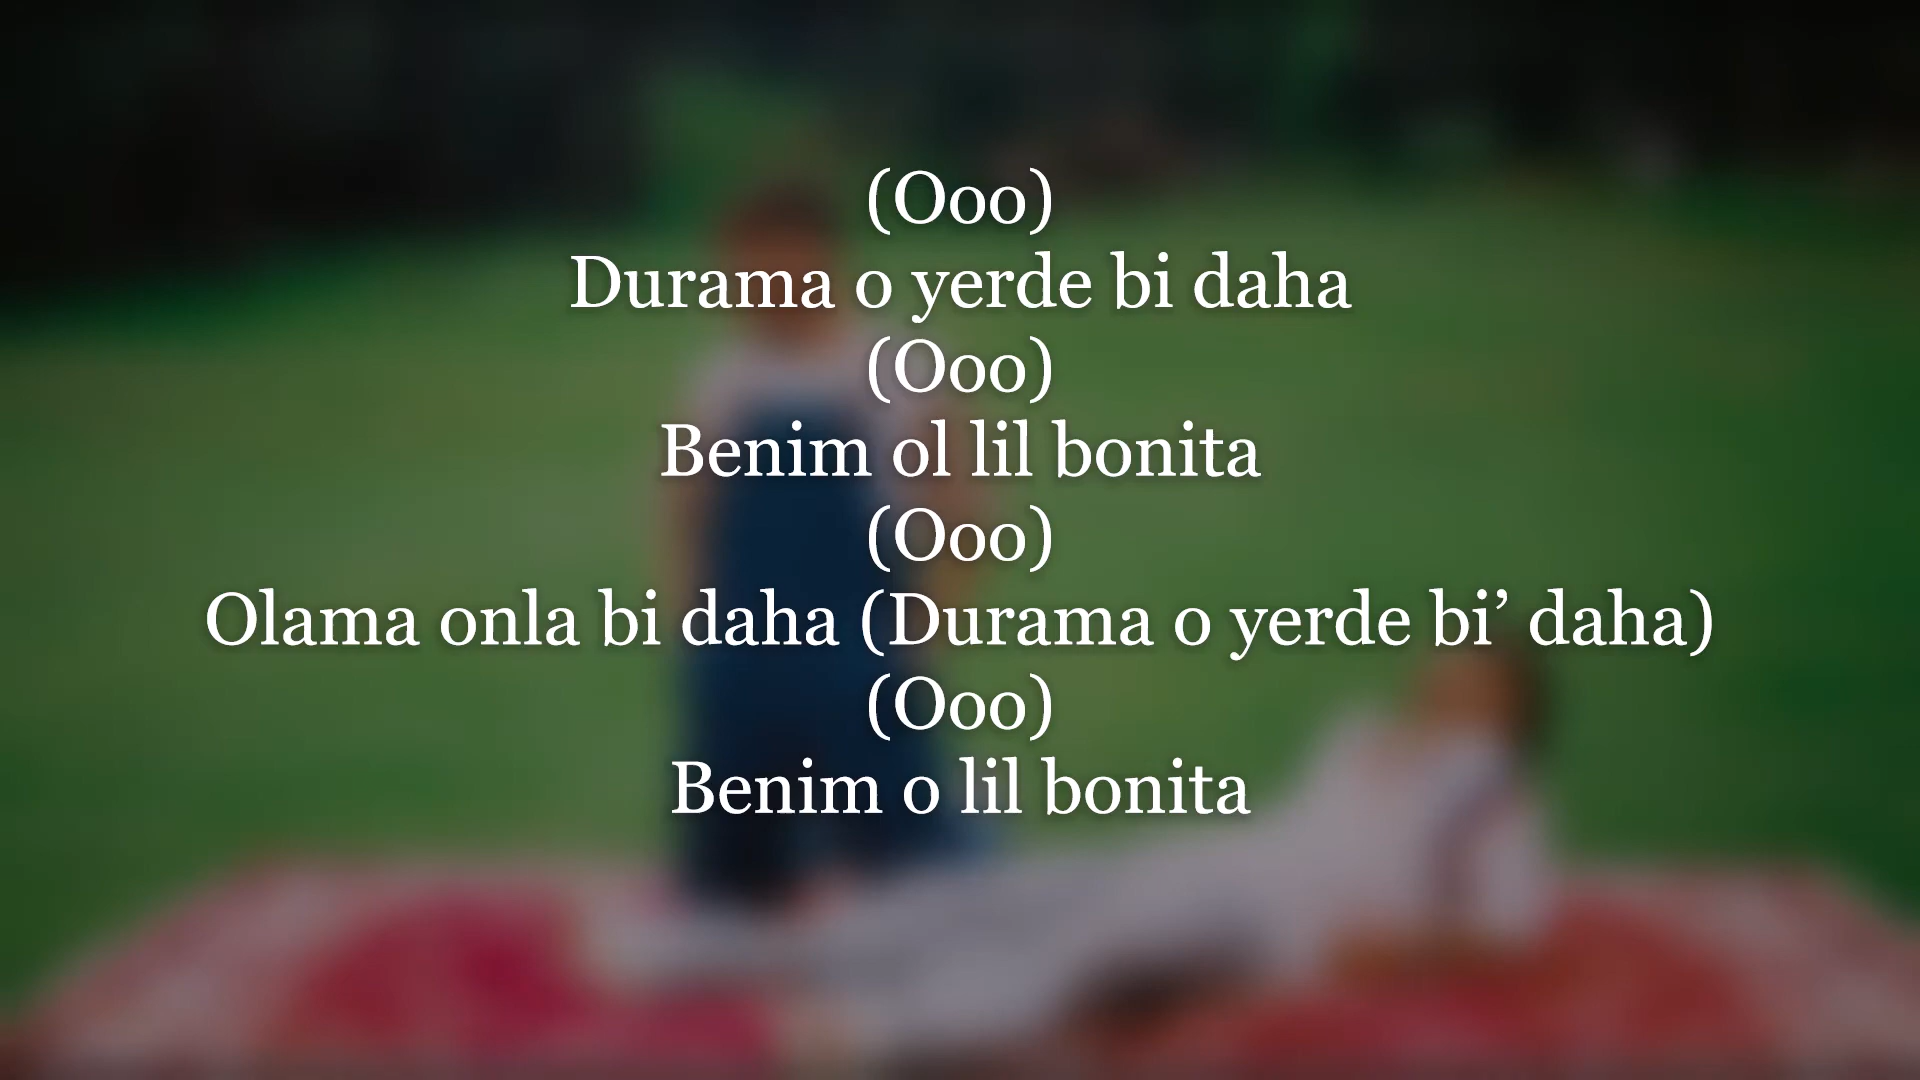 (Ooo)
Durama o yerde bi daha
(Ooo)
Benim ol lil bonita
(Ooo)
Olama onla bi daha (Durama o yerde bi’ daha)
(Ooo)
Benim o lil bonita